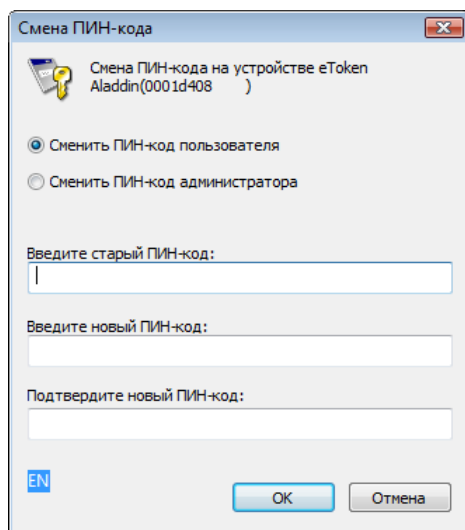 Смена ПИН-кода
Смена ПИН-кода на устройстве eToken
Aladdin(0001d408 )
Сменить ПИН-код пользователя
Сменить ПИН-код администратора
Введите старый ПИН-код:
Введите новый ПИН-код:
Подтвердите новый ПИН-код:
EN
OK
Отмена